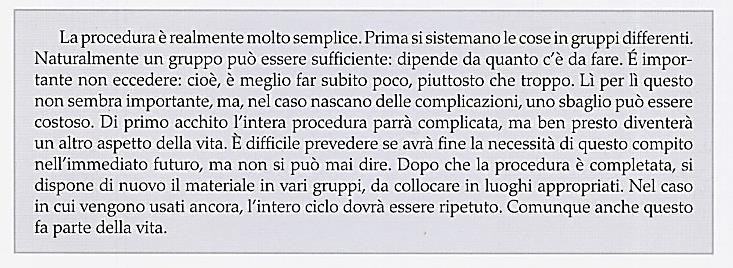 La procedura è realmente molto semplice. Prima si sistemano le cose in gruppi differenti.
Naturalmente un gruppo può essere sufficiente: dipende da quanto c'è da fare. É impor-
tante non eccedere: cioè, è meglio far subito poco, piuttosto che troppo. Lì per lì questo
non sembra importante, ma, nel caso nascano delle complicazioni, uno sbaglio può essere
costoso. Di primo acchito l'intera procedura parrà complicata, ma ben presto diventerà
un altro aspetto della vita. È difficile prevedere se avrà fine la necessità di questo compito
nell'immediato futuro, ma non si può mai dire. Dopo che la procedura è completata, si
dispone di nuovo il materiale in vari gruppi, da collocare in luoghi appropriati. Nel caso
in cui vengono usati ancora, l'intero ciclo dovrà essere ripetuto. Comunque anche questo
fa parte della vita.